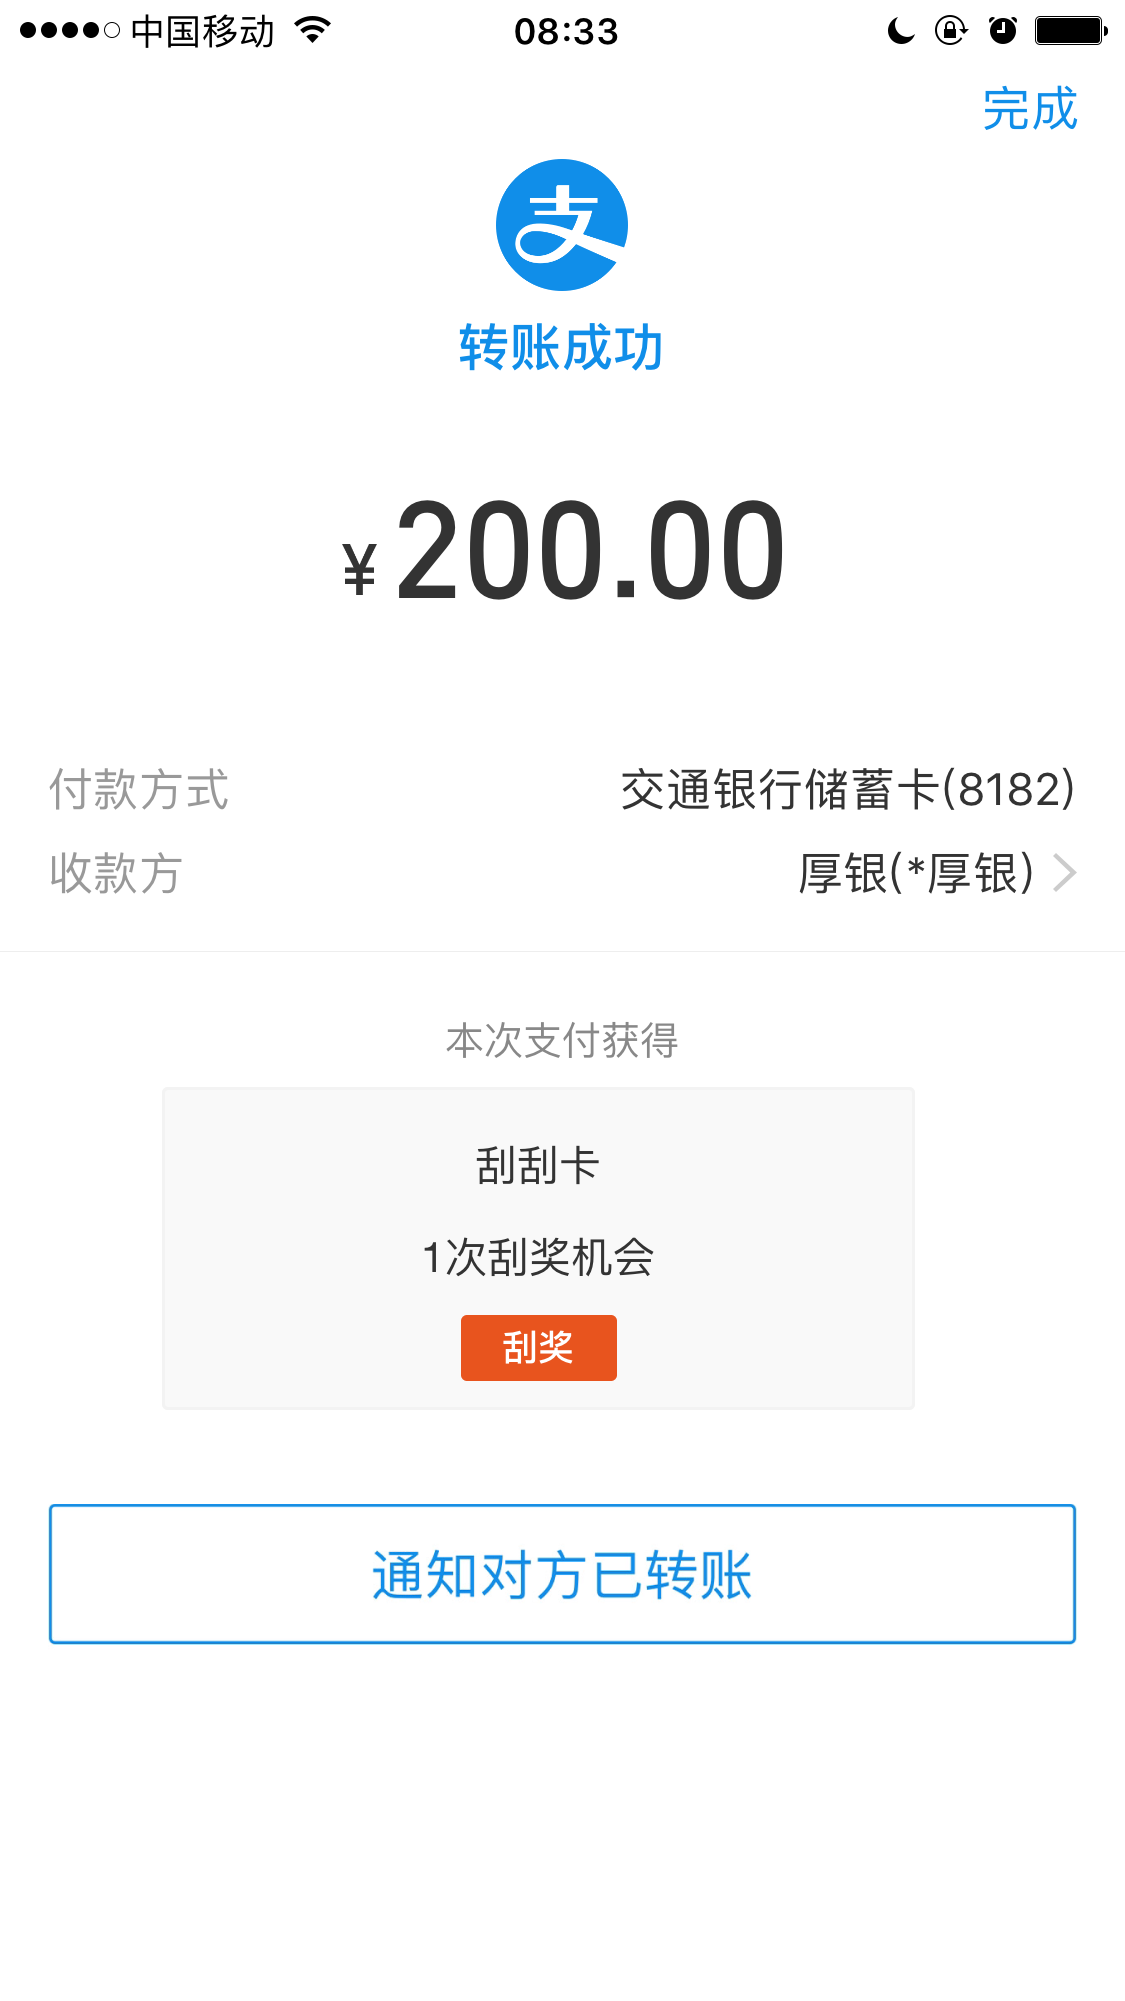 中国移动 08:33
完成
支
转账成功
¥200.00
付款方式 交通银行储蓄卡(8182)
收款方 厚银(*厚银)
本次支付获得
刮刮卡
1次刮奖机会
刮奖
通知对方已转账